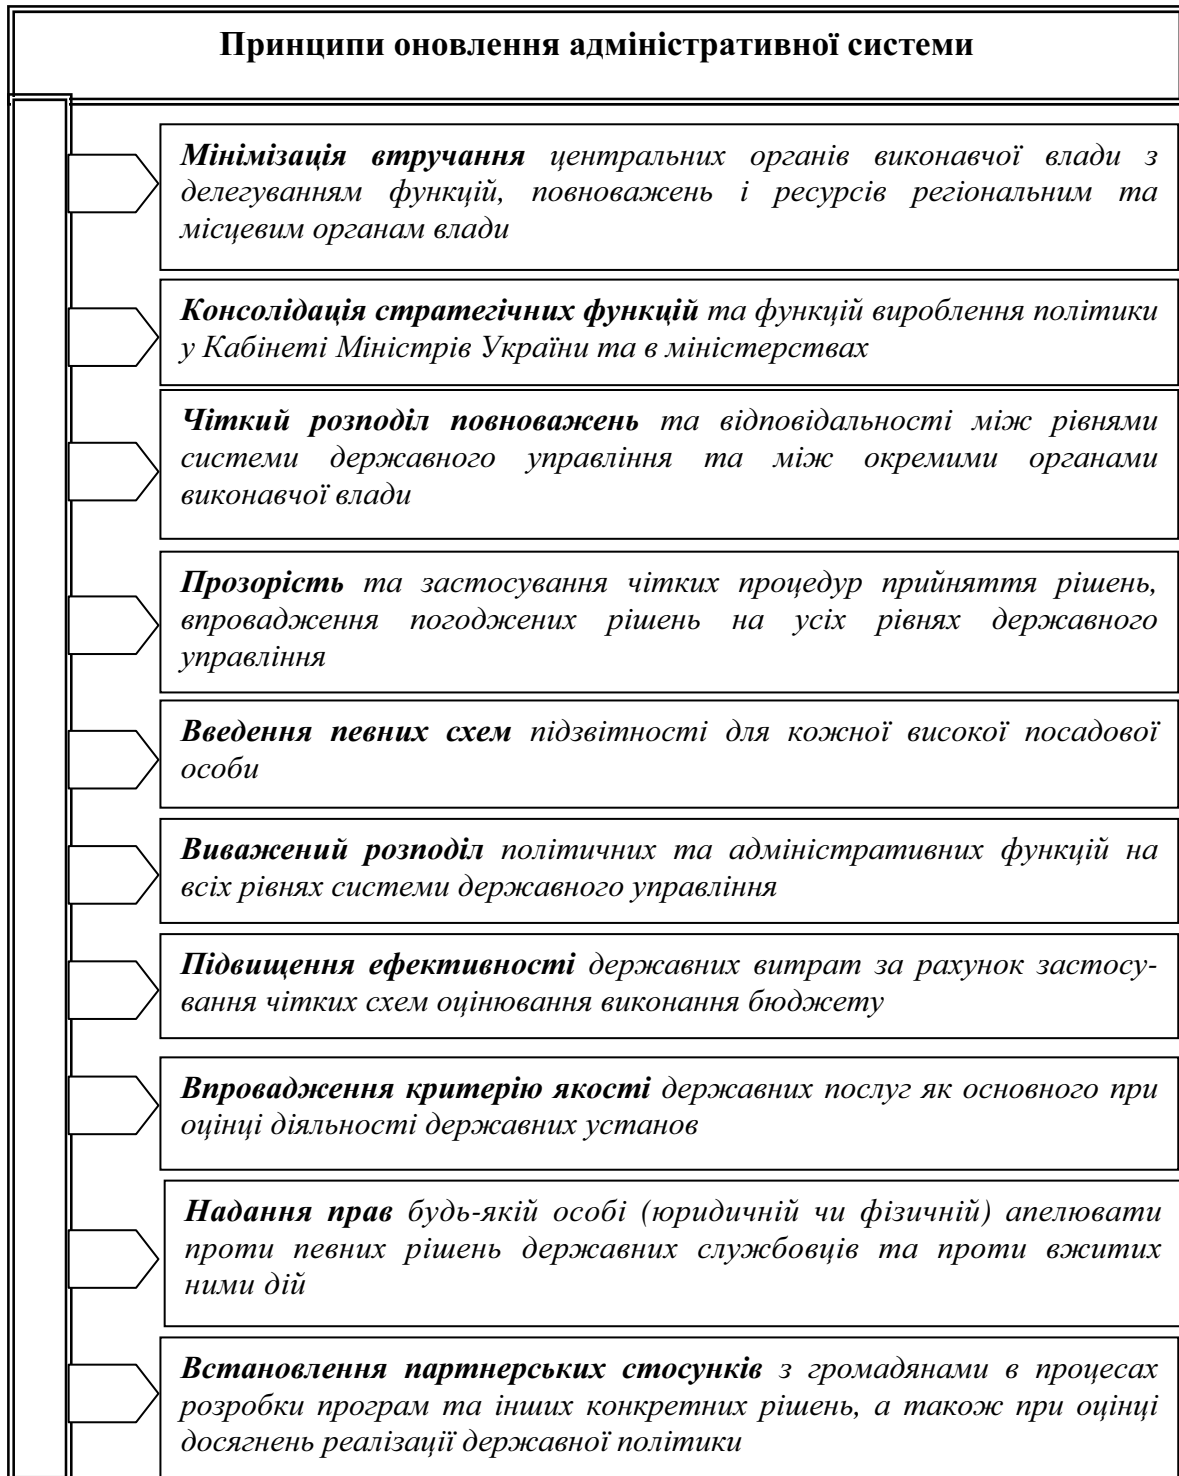 Принципи оновлення адміністративної системи
Мінімізація втручання центральних органів виконавчої влади з
делегуванням функцій, повноважень і ресурсів регіональним та
місцевим органам влади
Консолідація стратегічних функцій та функцій вироблення політики
у Кабінеті Міністрів України та в міністерствах
Чіткий розподіл повноважень та відповідальності між рівнями
системи державного управління та між окремими органами
виконавчої влади
Прозорість та застосування чітких процедур прийняття рішень,
впровадження погоджених рішень на усіх рівнях державного
управління
Введення певних схем підзвітності для кожної високої посадової
особи
Виважений розподіл політичних та адміністративних функцій на
всіх рівнях системи державного управління
Підвищення ефективності державних витрат за рахунок застосу-
вання чітких схем оцінювання виконання бюджету
Впровадження критерію якості державних послуг як основного при
оцінці діяльності державних установ
Надання прав будь-якій особі (юридичній чи фізичній) апелювати
проти певних рішень державних службовців та проти вжитих
ними дій
Встановлення партнерських стосунків з громадянами в процесах
розробки програм та інших конкретних рішень, а також при оцінці
досягнень реалізації державної політики